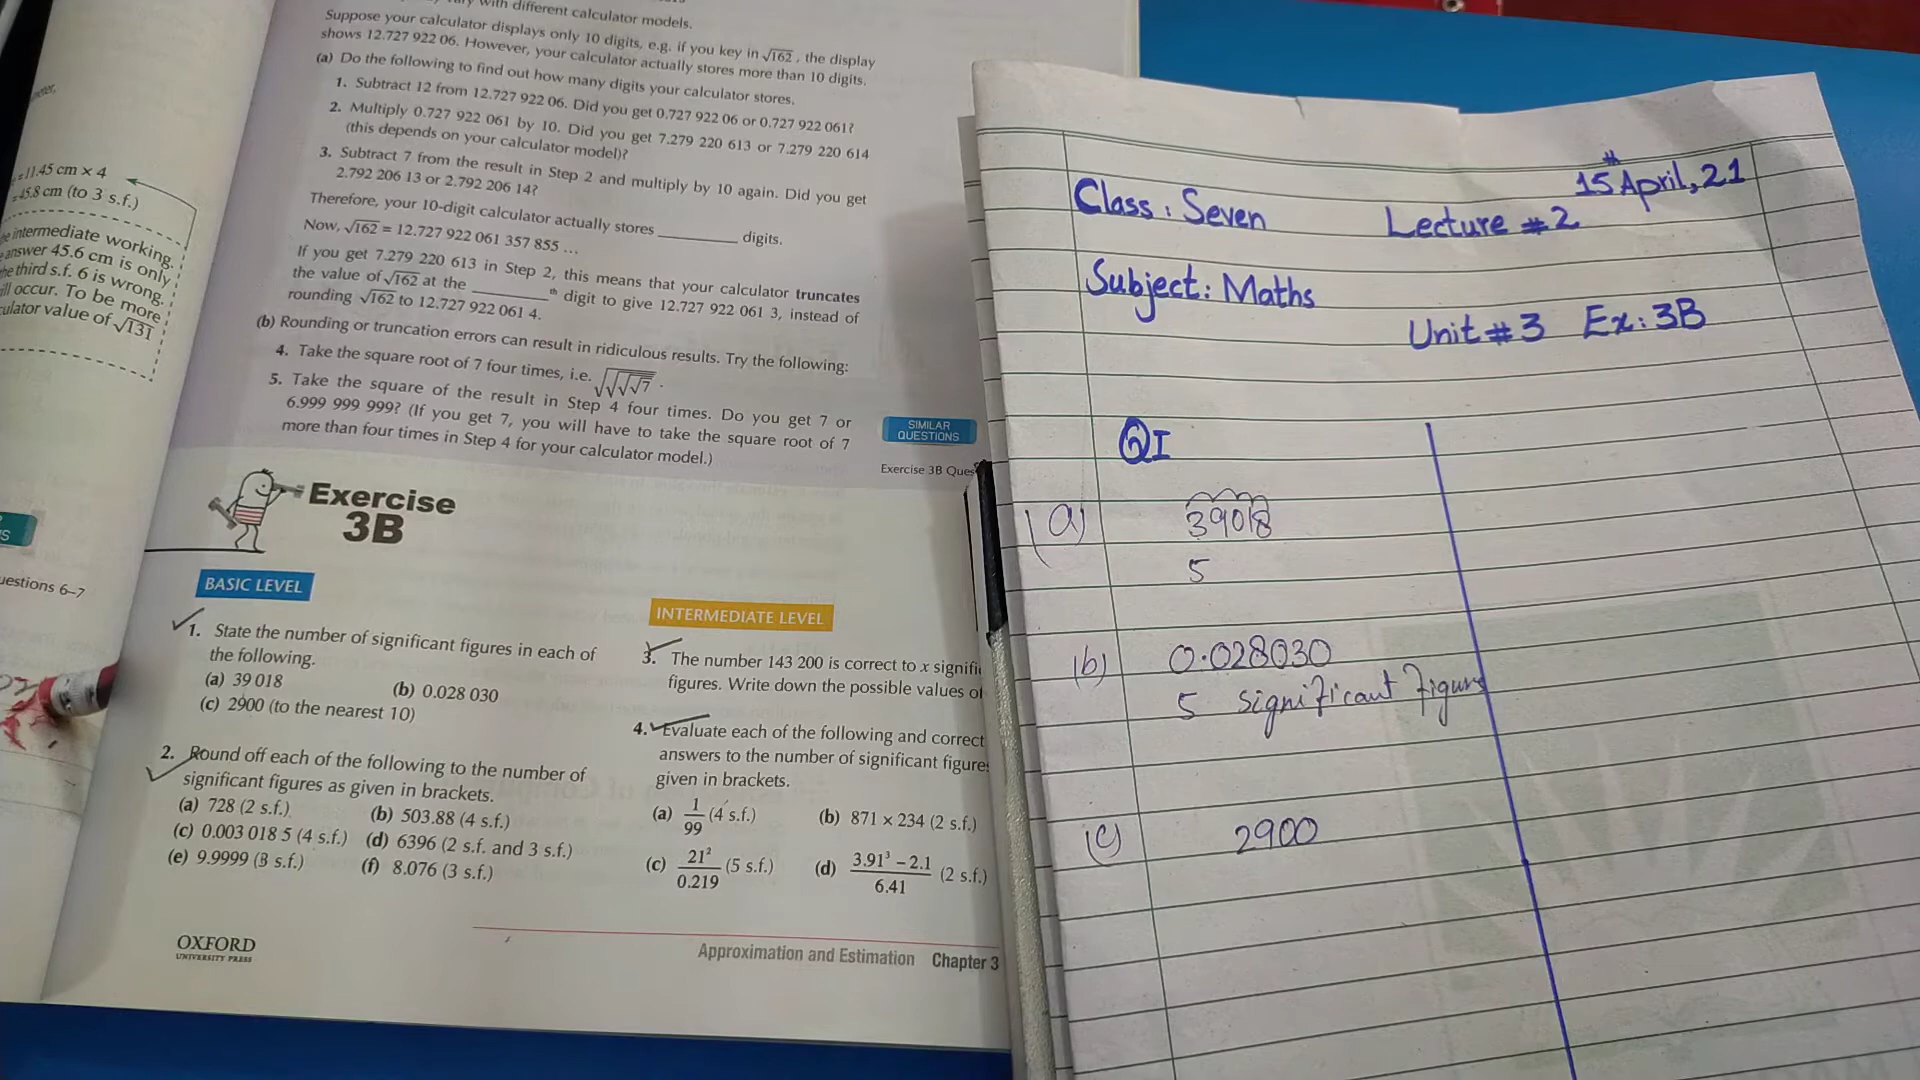 with different calculator models.
Suppose your calculator displays only 10 digits, e.g. if you key in √162, the display
shows 12.727 922 06. However, your calculator actually stores more than 10 digits.
(a) Do the following to find out how many digits your calculator stores.
1. Subtract 12 from 12.727 922 06. Did you get 0.727 922 06 or 0.727 922 061?
2. Multiply 0.727 922 061 by 10. Did you get 7.279 220 613 or 7.279 220 614
(this depends on your calculator model)?
3. Subtract 7 from the result in Step 2 and multiply by 10 again. Did you get
2.792 206 13 or 2.792 206 14?
Therefore, your 10-digit calculator actually stores ________ digits.
Now, √162 = 12.727 922 061 357 855 ...
If you get 7.279 220 613 in Step 2, this means that your calculator truncates
the value of √162 at the ________th digit to give 12.727 922 061 3, instead of
rounding √162 to 12.727 922 061 4.
(b) Rounding or truncation errors can result in ridiculous results. Try the following:
4. Take the square root of 7 four times, i.e. √√√√7.
5. Take the square of the result in Step 4 four times. Do you get 7 or
6.999 999 999? (If you get 7, you will have to take the square root of 7
more than four times in Step 4 for your calculator model.)
SIMILAR
QUESTIONS
Exercise 3B
=11.45 cm × 4
=45.8 cm (to 3 s.f.)
intermediate working.
answer 45.6 cm is only
third s.f. 6 is wrong.
occur. To be more
value of √131
6–7
Exercise
3B
BASIC LEVEL
1. State the number of significant figures in each of
the following.
(a) 39 018 (b) 0.028 030
(c) 2900 (to the nearest 10)
2. Round off each of the following to the number of
significant figures as given in brackets.
(a) 728 (2 s.f.) (b) 503.88 (4 s.f.)
(c) 0.003 018 5 (4 s.f.) (d) 6396 (2 s.f. and 3 s.f.)
(e) 9.9999 (3 s.f.) (f) 8.076 (3 s.f.)
INTERMEDIATE LEVEL
3. The number 143 200 is correct to x
figures. Write down the possible values
4. Evaluate each of the following and correct
answers to the number of significant
given in brackets.
(a) 1/99 (4 s.f.) (b) 871 × 234 (2 s.f.)
(c) 21²/0.219 (5 s.f.) (d) 3.91³ – 2.1/6.41 (2 s.f.)
OXFORD
UNIVERSITY PRESS
Approximation and Estimation Chapter 3
15th April, 21
Class: Seven Lecture #2
Subject: Maths
Unit #3 Ex: 3B
Q1
(a) 39018
5
(b) 0.028030
5 significant figure
(c) 2900